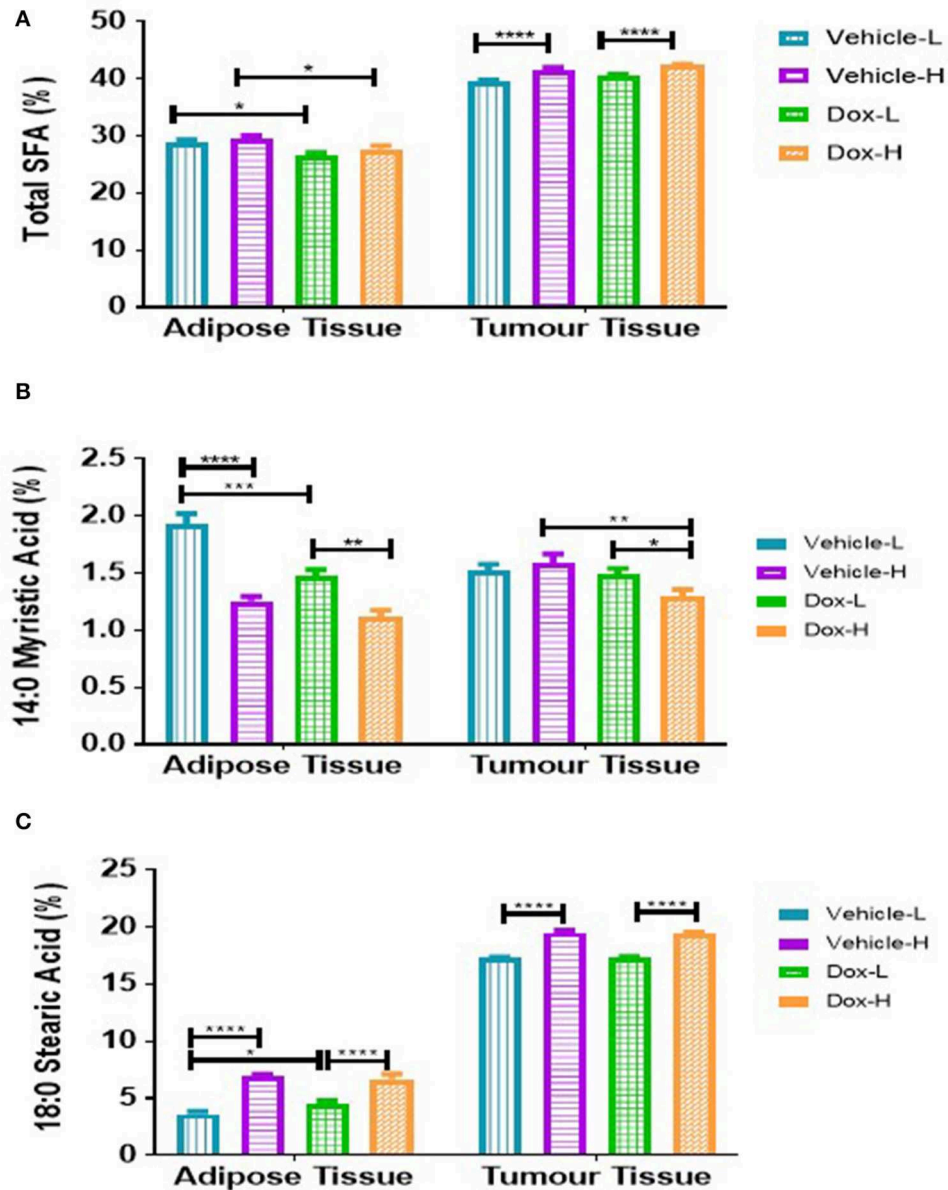 A
Total SFA (%)
50
40
30
20
10
0
*
*
****
****
Adipose Tissue
Tumour Tissue
Vehicle-L
Vehicle-H
Dox-L
Dox-H
B
14:0 Myristic Acid (%)
2.5
2.0
1.5
1.0
0.5
0.0
****
***
**
**
*
Adipose Tissue
Tumour Tissue
Vehicle-L
Vehicle-H
Dox-L
Dox-H
C
18:0 Stearic Acid (%)
25
20
15
10
5
0
****
*
****
****
****
Adipose Tissue
Tumour Tissue
Vehicle-L
Vehicle-H
Dox-L
Dox-H